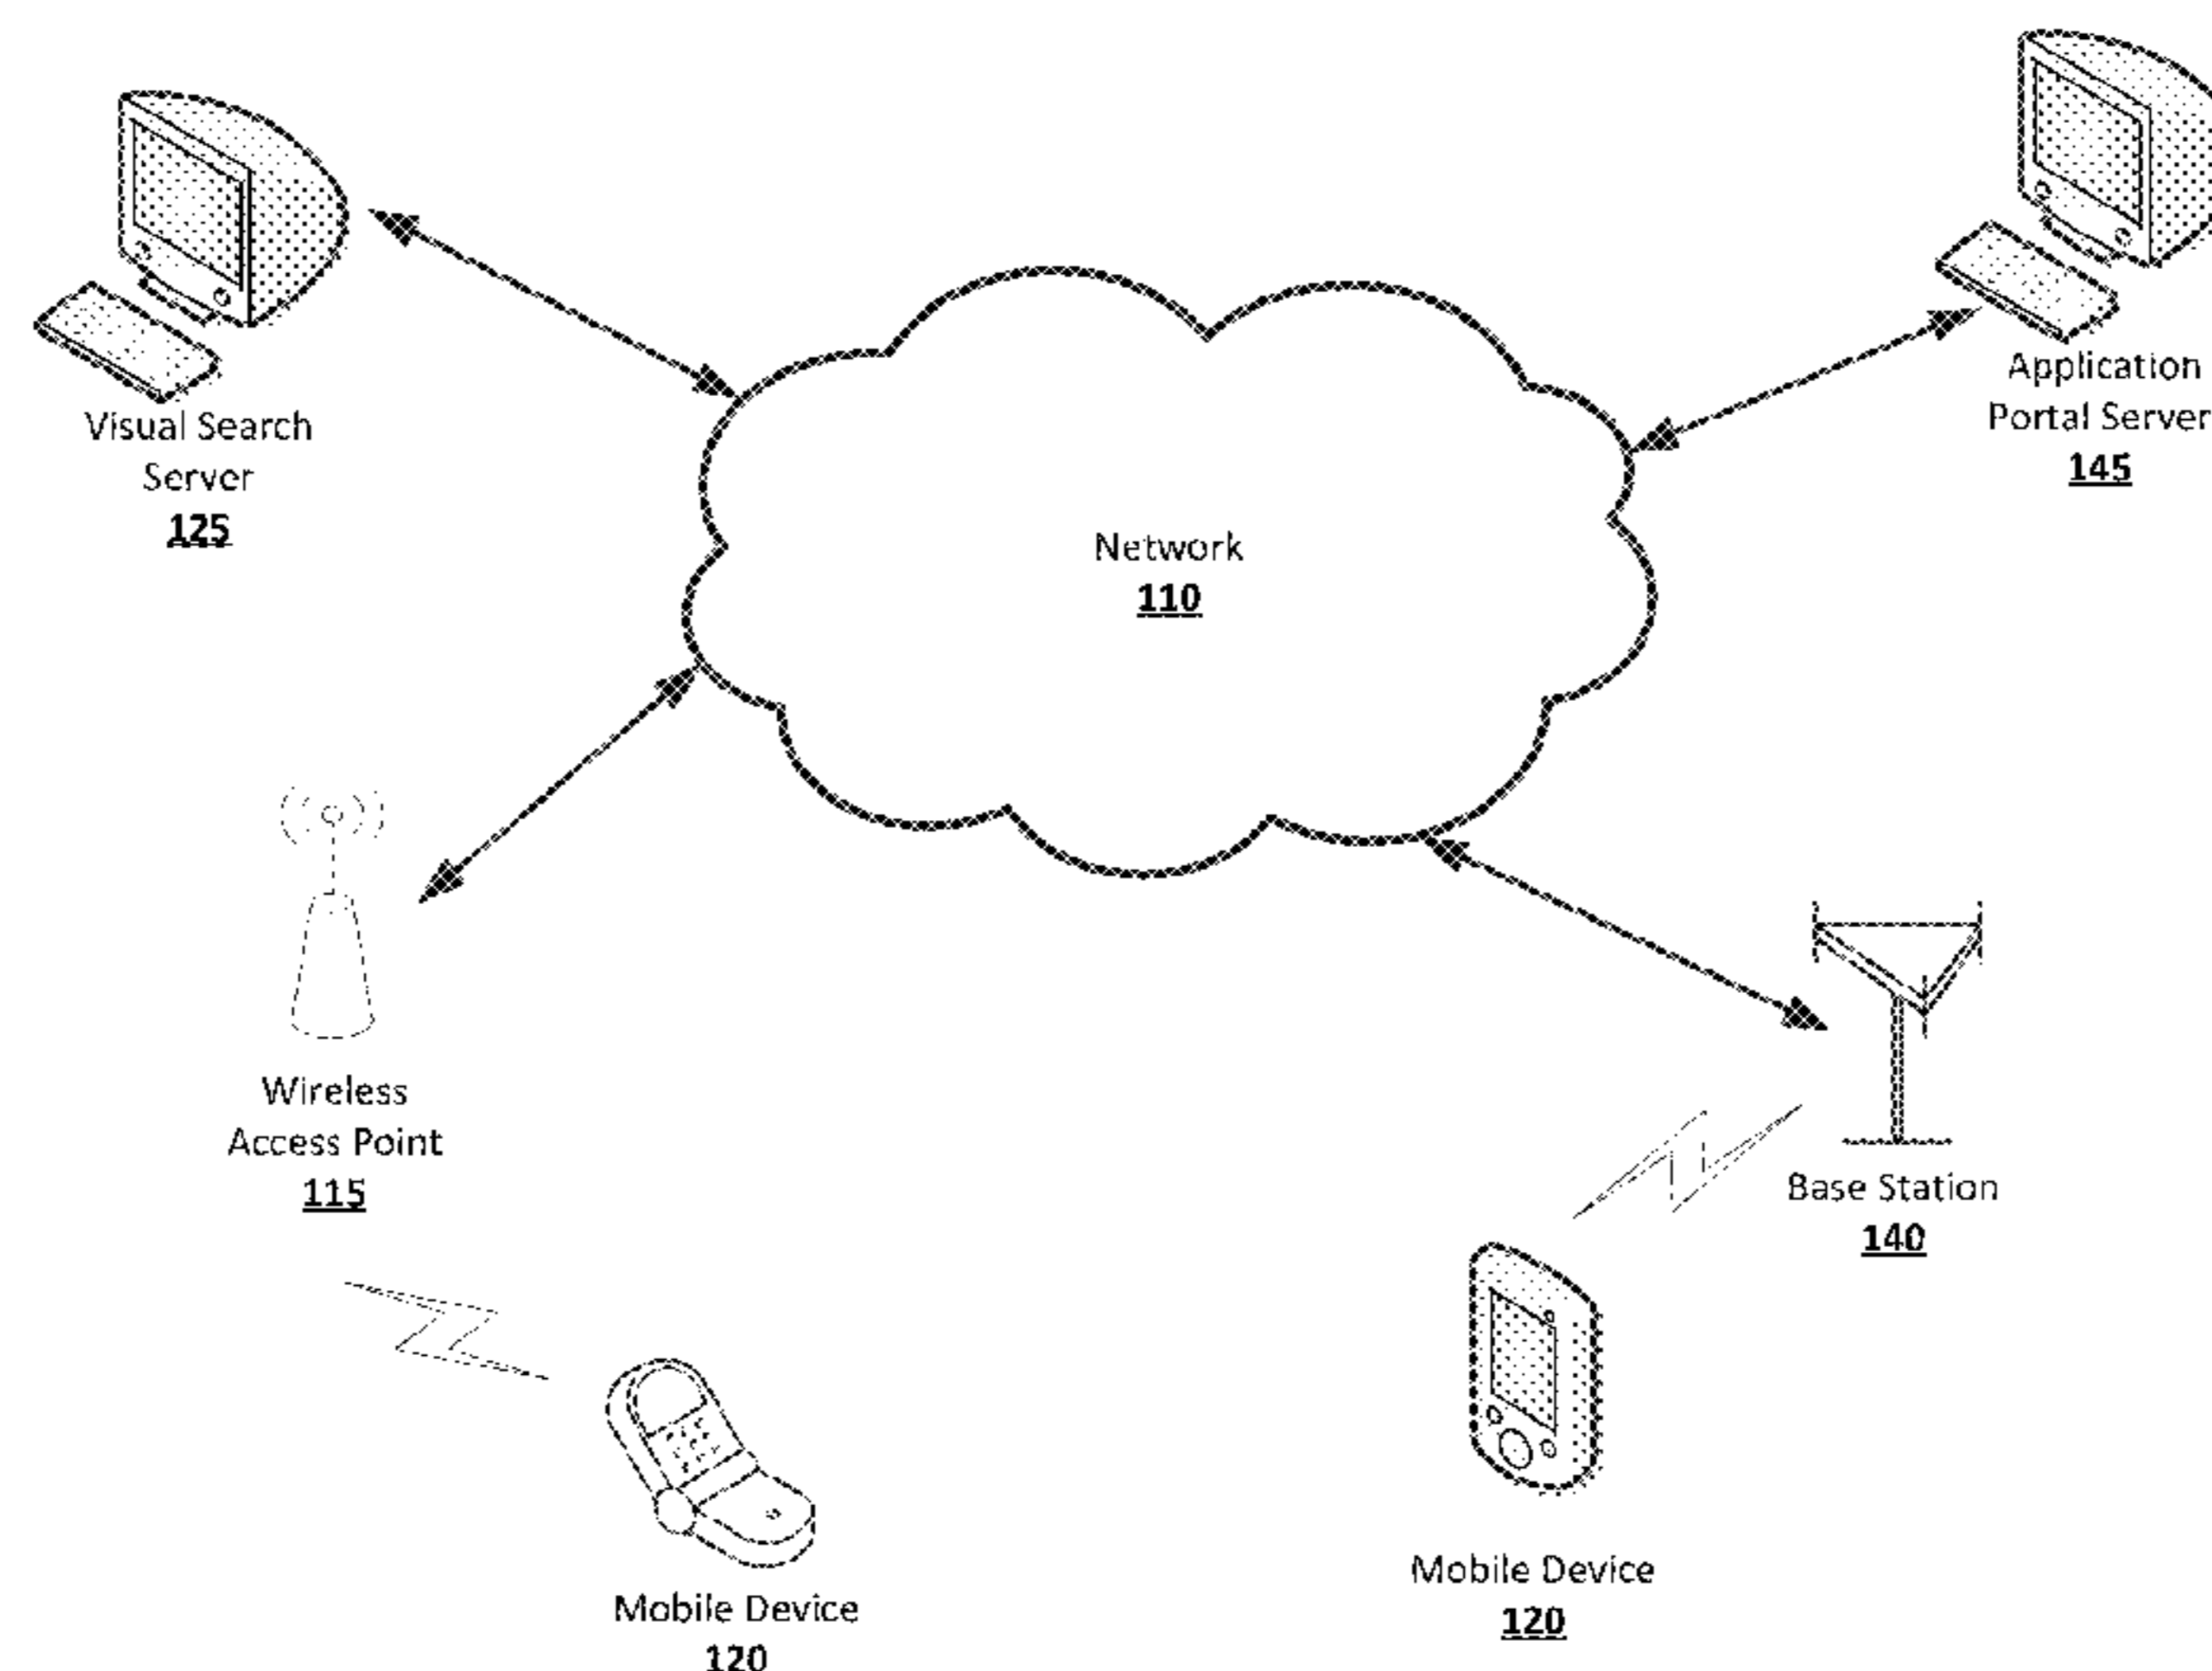 Visual Search
Server
125
Application
Portal Server
145
Network
110
Wireless
Access Point
115
Base Station
140
Mobile Device
120
Mobile Device
120